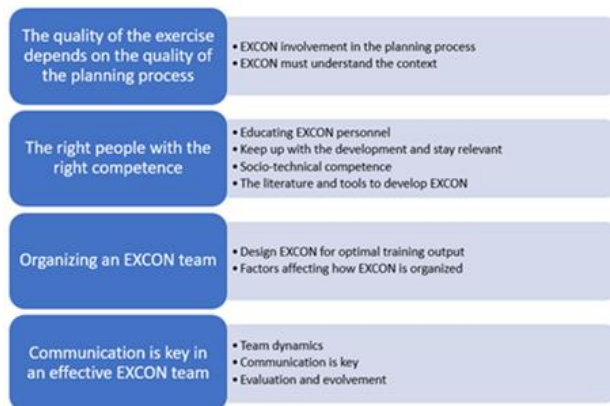 The quality of the exercise
depends on the quality of
the planning process
• EXCON involvement in the planning process
• EXCON must understand the context
The right people with the
right competence
• Educating EXCON personnel
• Keep up with the development and stay relevant
• Socio-technical competence
• The literature and tools to develop EXCON
Organizing an EXCON team
• Design EXCON for optimal training output
• Factors affecting how EXCON is organized
Communication is key in
an effective EXCON team
• Team dynamics
• Communication is key
• Evaluation and evolvement